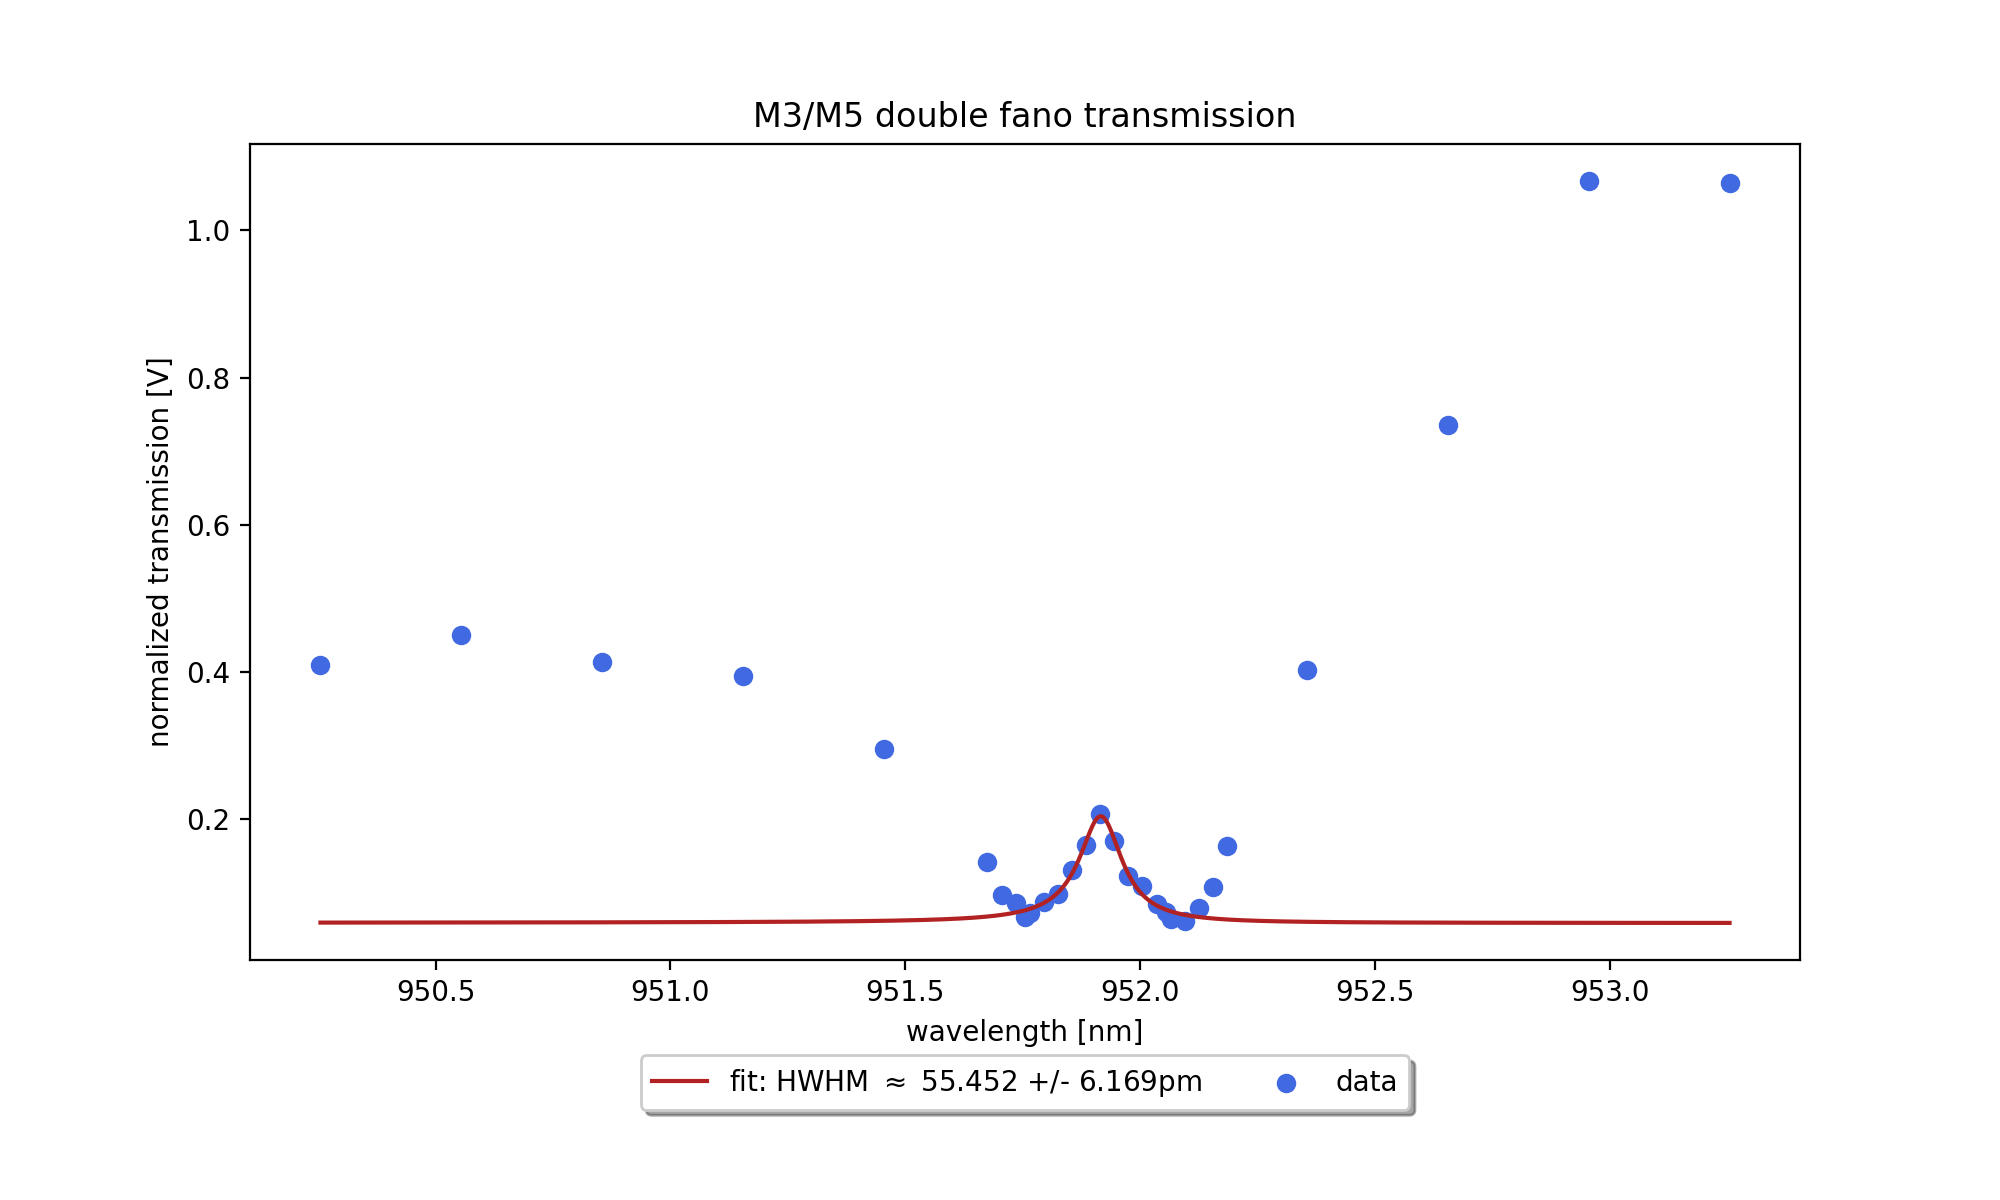 M3/M5 double fano transmission
normalized transmission [V]
1.0
0.8
0.6
0.4
0.2
950.5 951.0 951.5 952.0 952.5 953.0
wavelength [nm]
fit: HWHM ≈ 55.452 +/- 6.169pm data